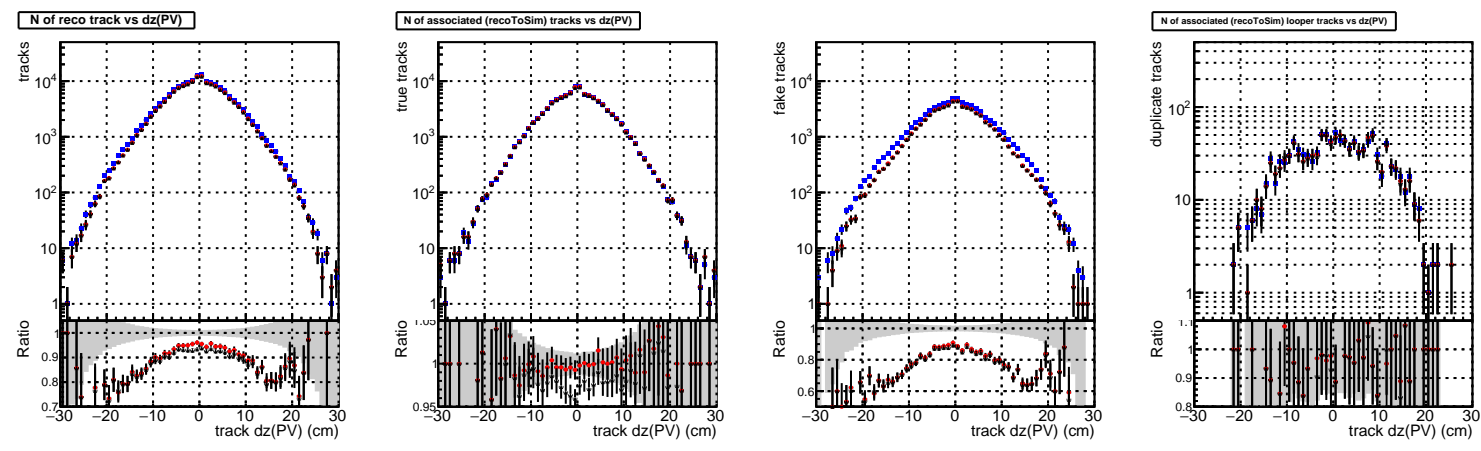 N of reco track vs dz(PV)
tracks
10⁴
10³
10²
10
1
Ratio
1
0.9
0.8
0.7
−30 −20 −10 0 10 20 30
track dz(PV) (cm)
N of associated (recoToSim) tracks vs dz(PV)
true tracks
10⁴
10³
10²
10
1
Ratio
1.05
1
0.95
−30 −20 −10 0 10 20 30
track dz(PV) (cm)
fake tracks
10⁴
10³
10²
10
1
Ratio
1
0.8
0.6
−30 −20 −10 0 10 20 30
track dz(PV) (cm)
N of associated (recoToSim) looper tracks vs dz(PV)
duplicate tracks
10²
10
1
Ratio
1.1
1
0.9
0.8
−30 −20 −10 0 10 20 30
track dz(PV) (cm)